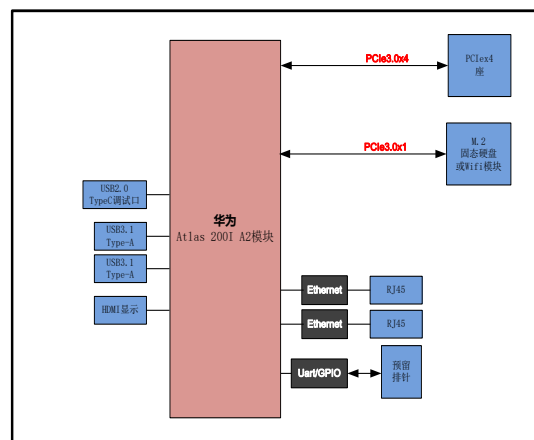 PCIe3.0x4
PCIex4
座
PCIe3.0x1
M.2
固态硬盘
或Wifi模块
USB2.0
TypeC调试口
USB3.1
Type-A
USB3.1
Type-A
HDMI显示
华为
Atlas 200I A2模块
Ethernet
RJ45
Ethernet
RJ45
Uart/GPIO
预留
排针